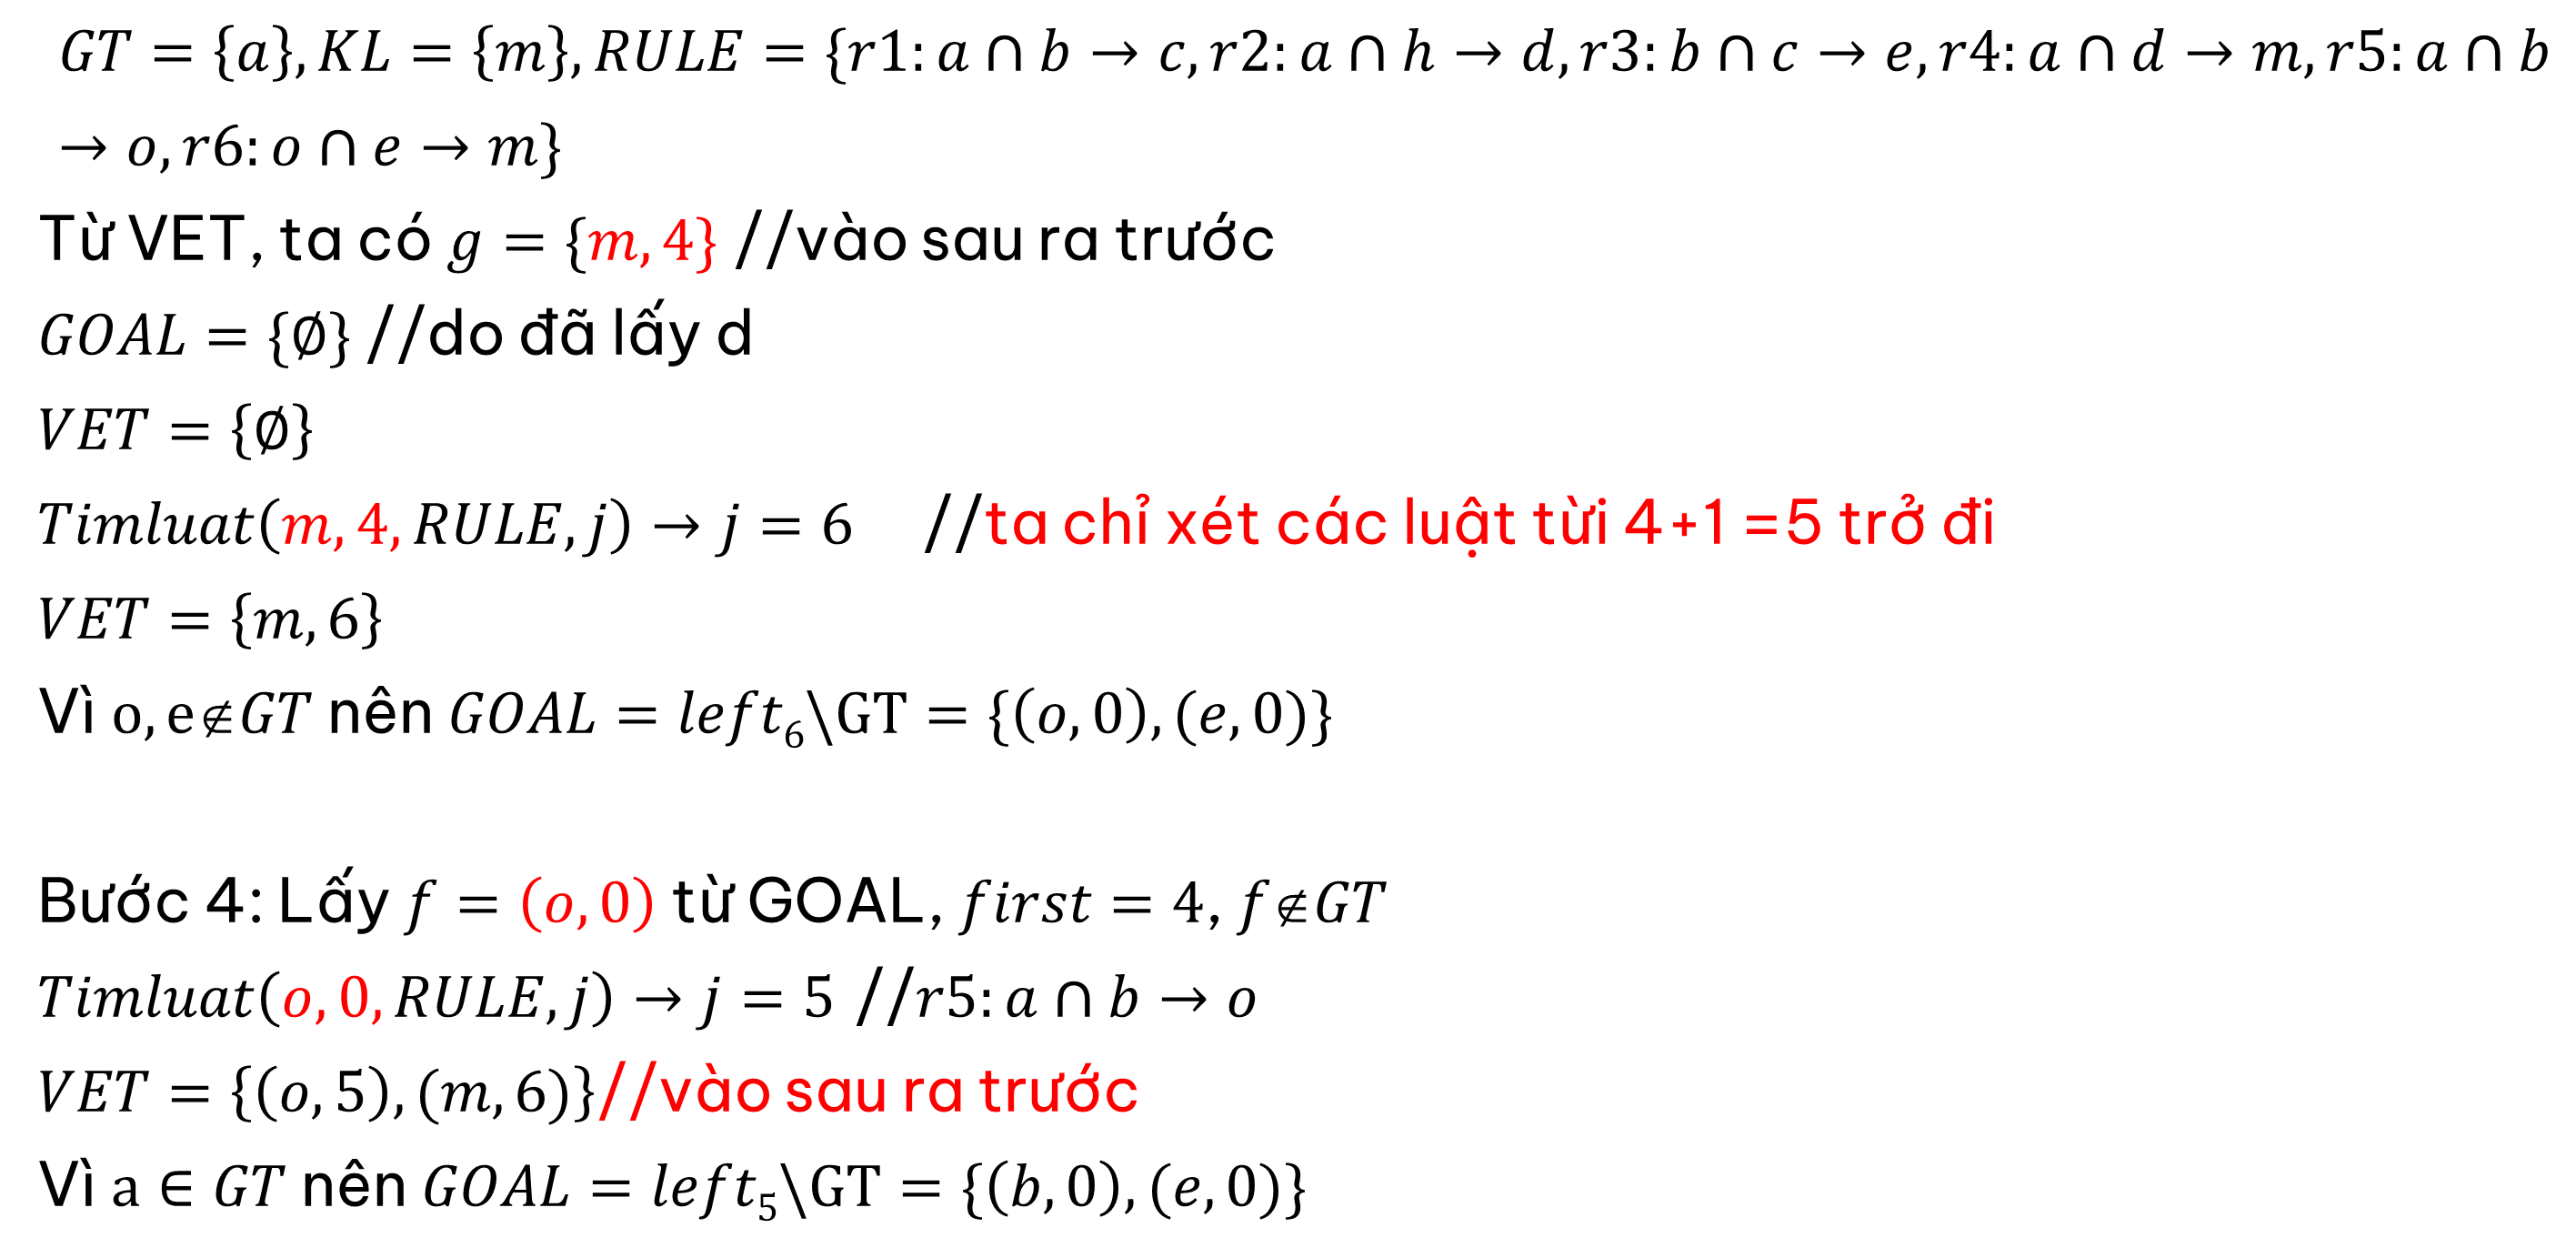 GT = {a}, KL = {m}, RULE = {r1: a ∩ b → c, r2: a ∩ h → d, r3: b ∩ c → e, r4: a ∩ d → m, r5: a ∩ b
→ o, r6: o ∩ e → m}
Từ VET, ta có g = {m, 4} //vào sau ra trước
GOAL = {∅} //do đã lấy d
VET = {∅}
Timluat(m, 4, RULE, j) → j = 6 //ta chỉ xét các luật từi 4+1 =5 trở đi
VET = {m, 6}
Vì o, e∉GT nên GOAL = left₆\GT = {(o, 0), (e, 0)}
Bước 4: Lấy f = (o, 0) từ GOAL, first = 4, f∉GT
Timluat(o, 0, RULE, j) → j = 5 //r5: a ∩ b → o
VET = {(o, 5), (m, 6)}//vào sau ra trước
Vì a ∈ GT nên GOAL = left₅\GT = {(b, 0), (e, 0)}